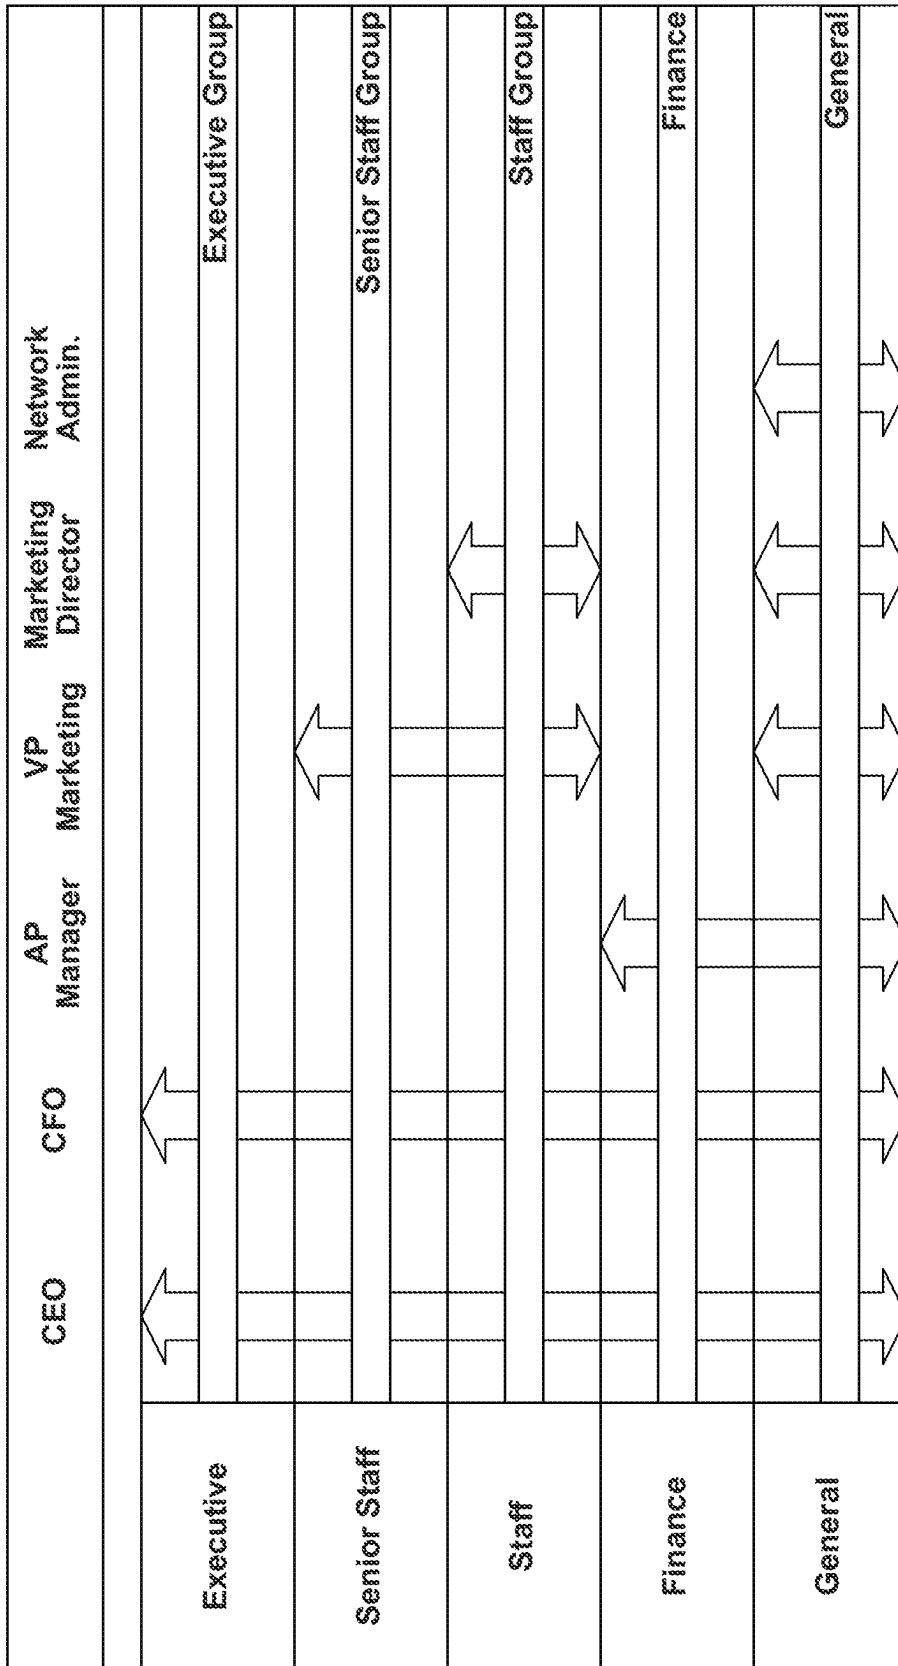 CEO
CFO
AP
Manager
VP
Marketing
Marketing
Director
Network
Admin.
Executive
Executive Group
Senior Staff
Senior Staff Group
Staff
Staff Group
Finance
Finance
General
General